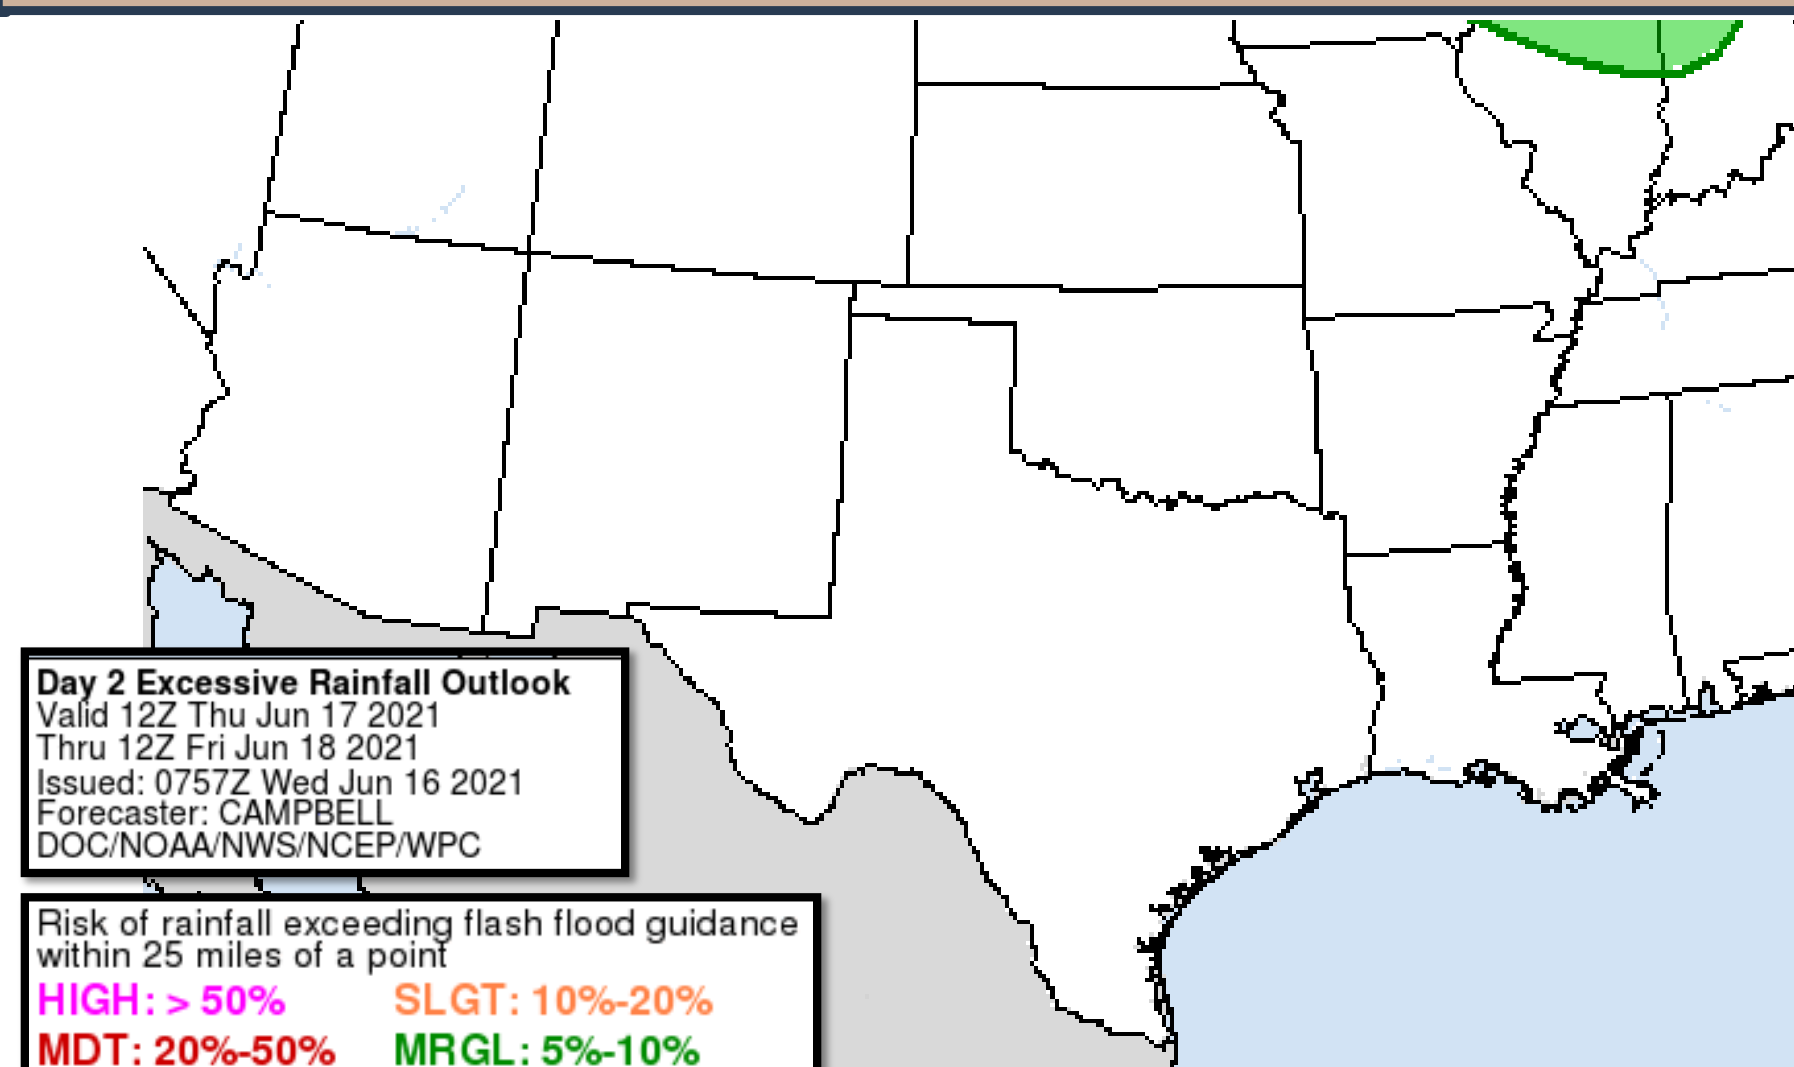 Day 2 Excessive Rainfall Outlook
Valid 12Z Thu Jun 17 2021
Thru 12Z Fri Jun 18 2021
Issued: 0757Z Wed Jun 16 2021
Forecaster: CAMPBELL
DOC/NOAA/NWS/NCEP/WPC
Risk of rainfall exceeding flash flood guidance
within 25 miles of a point
HIGH: > 50% SLGT: 10%-20%
MDT: 20%-50% MRGL: 5%-10%